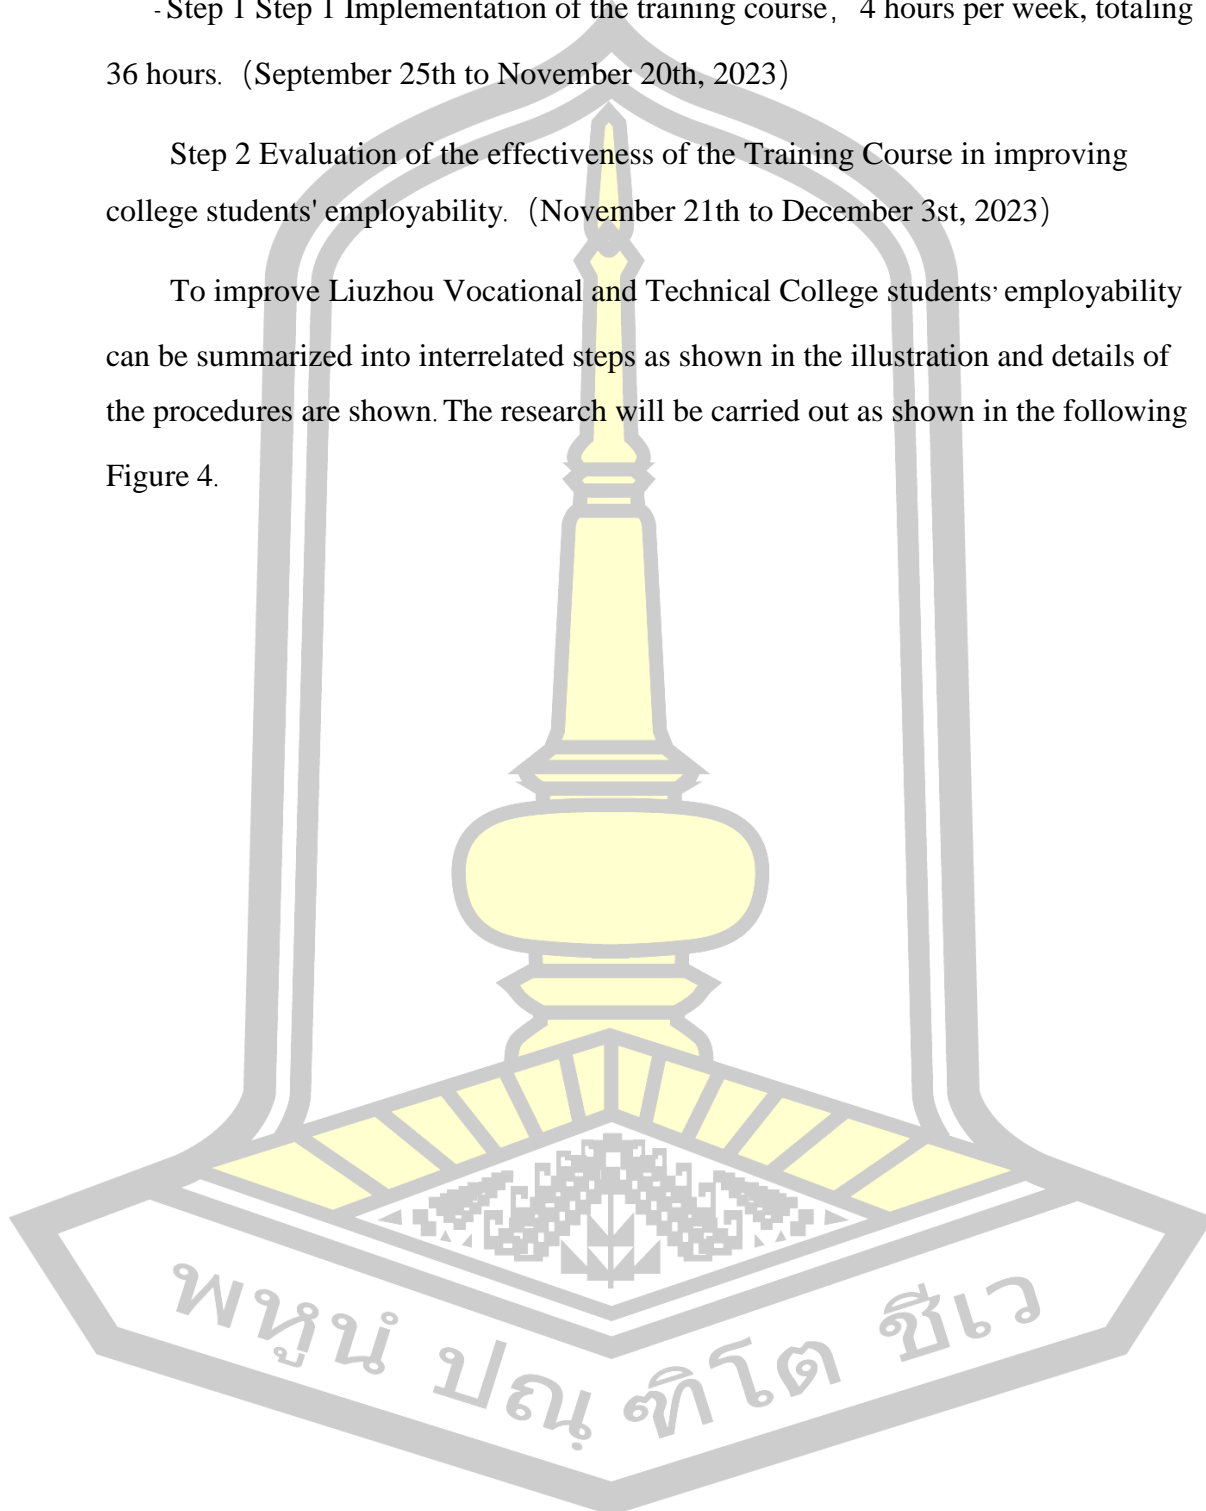 - Step 1 Step 1 Implementation of the training course，4 hours per week, totaling
36 hours.（September 25th to November 20th, 2023）
Step 2 Evaluation of the effectiveness of the Training Course in improving
college students' employability.（November 21th to December 3st, 2023）
To improve Liuzhou Vocational and Technical College students' employability
can be summarized into interrelated steps as shown in the illustration and details of
the procedures are shown. The research will be carried out as shown in the following
Figure 4.
พหูนํ ปณฺฑิโต ชีเว